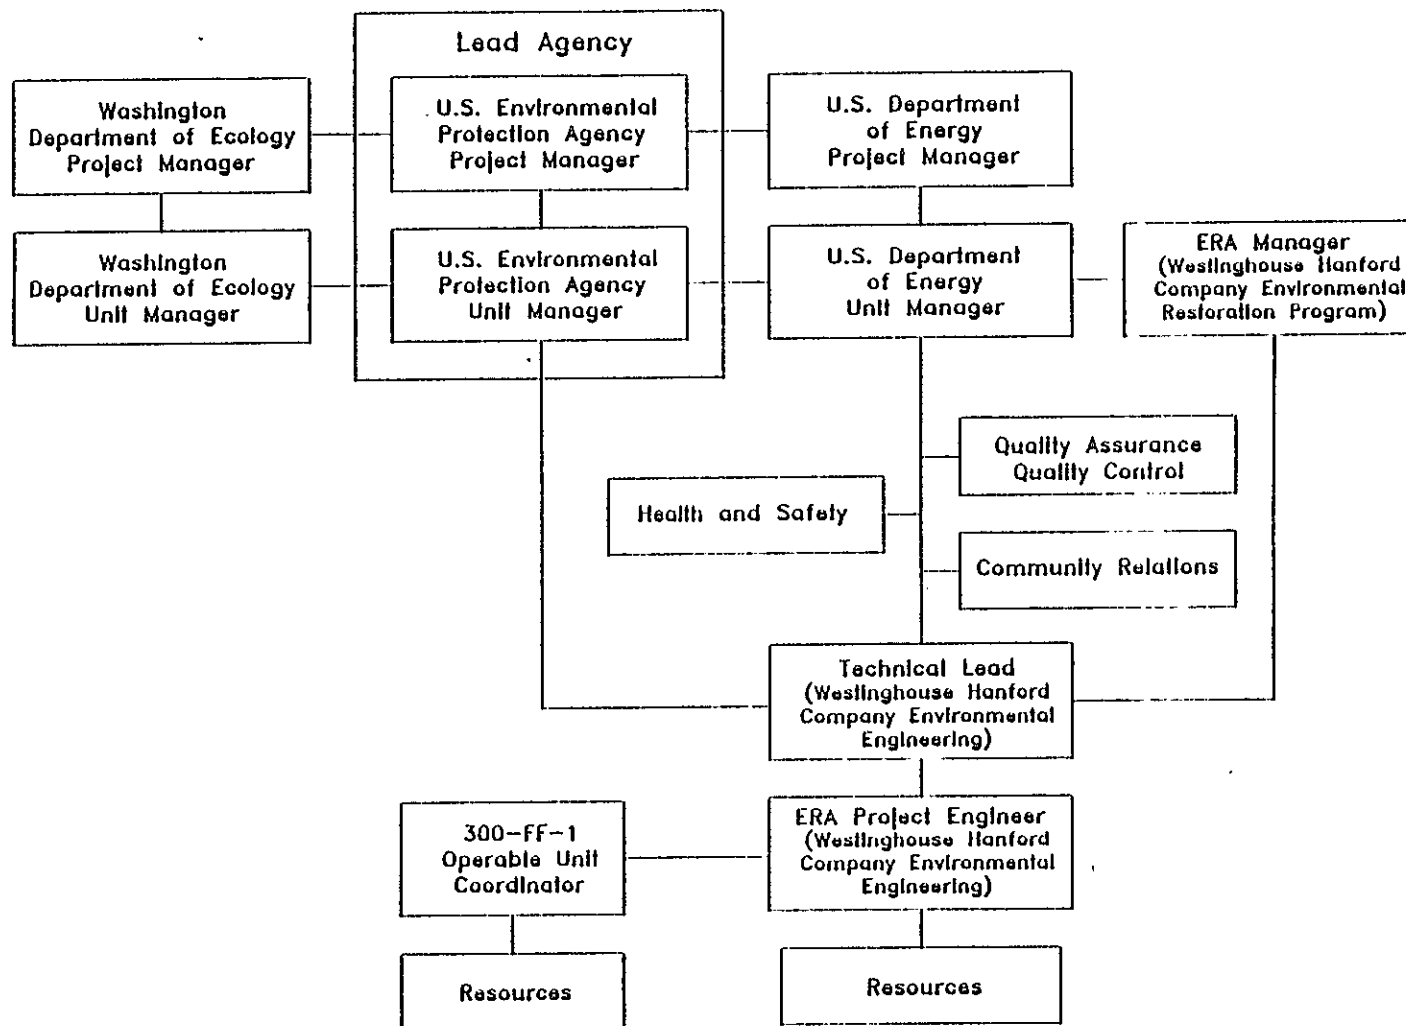 Lead Agency
Washington
Department of Ecology
Project Manager
U.S. Environmental
Protection Agency
Project Manager
U.S. Department
of Energy
Project Manager
Washington
Department of Ecology
Unit Manager
U.S. Environmental
Protection Agency
Unit Manager
U.S. Department
of Energy
Unit Manager
ERA Manager
(Westinghouse Hanford
Company Environmental
Restoration Program)
Quality Assurance
Quality Control
Health and Safety
Community Relations
Technical Lead
(Westinghouse Hanford
Company Environmental
Engineering)
300-FF-1
Operable Unit
Coordinator
ERA Project Engineer
(Westinghouse Hanford
Company Environmental
Engineering)
Resources
Resources